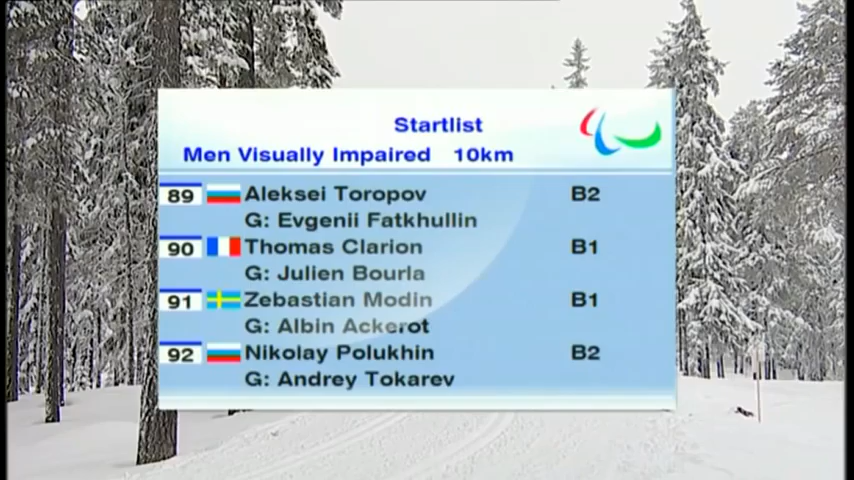 Startlist
Men Visually Impaired 10km
89 Aleksei Toropov B2
G: Evgenii Fatkhullin
90 Thomas Clarion B1
G: Julien Bourla
91 Zebastian Modin B1
G: Albin Ackerot
92 Nikolay Polukhin B2
G: Andrey Tokarev